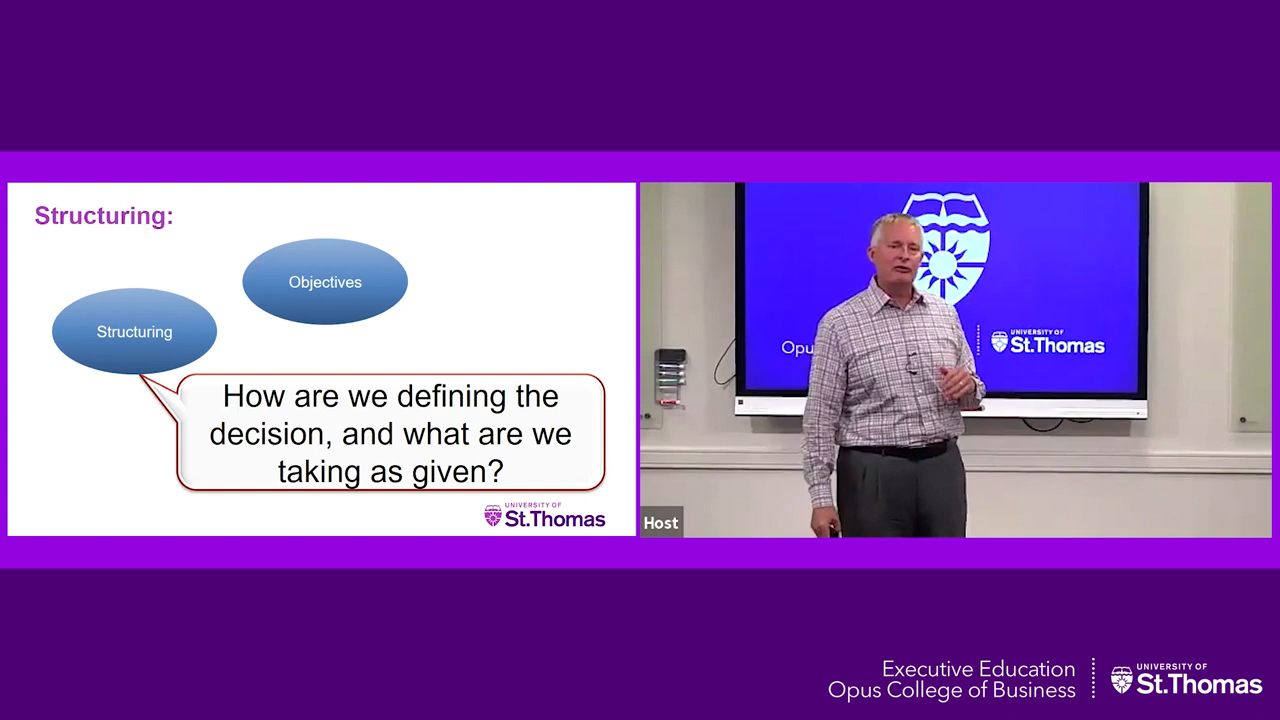 Structuring:
Objectives
Structuring
How are we defining the
decision, and what are we
taking as given?
UNIVERSITY OF
St.Thomas
Opu
UNIVERSITY OF
St.Thomas
Host
Executive Education
Opus College of Business
UNIVERSITY OF
St.Thomas